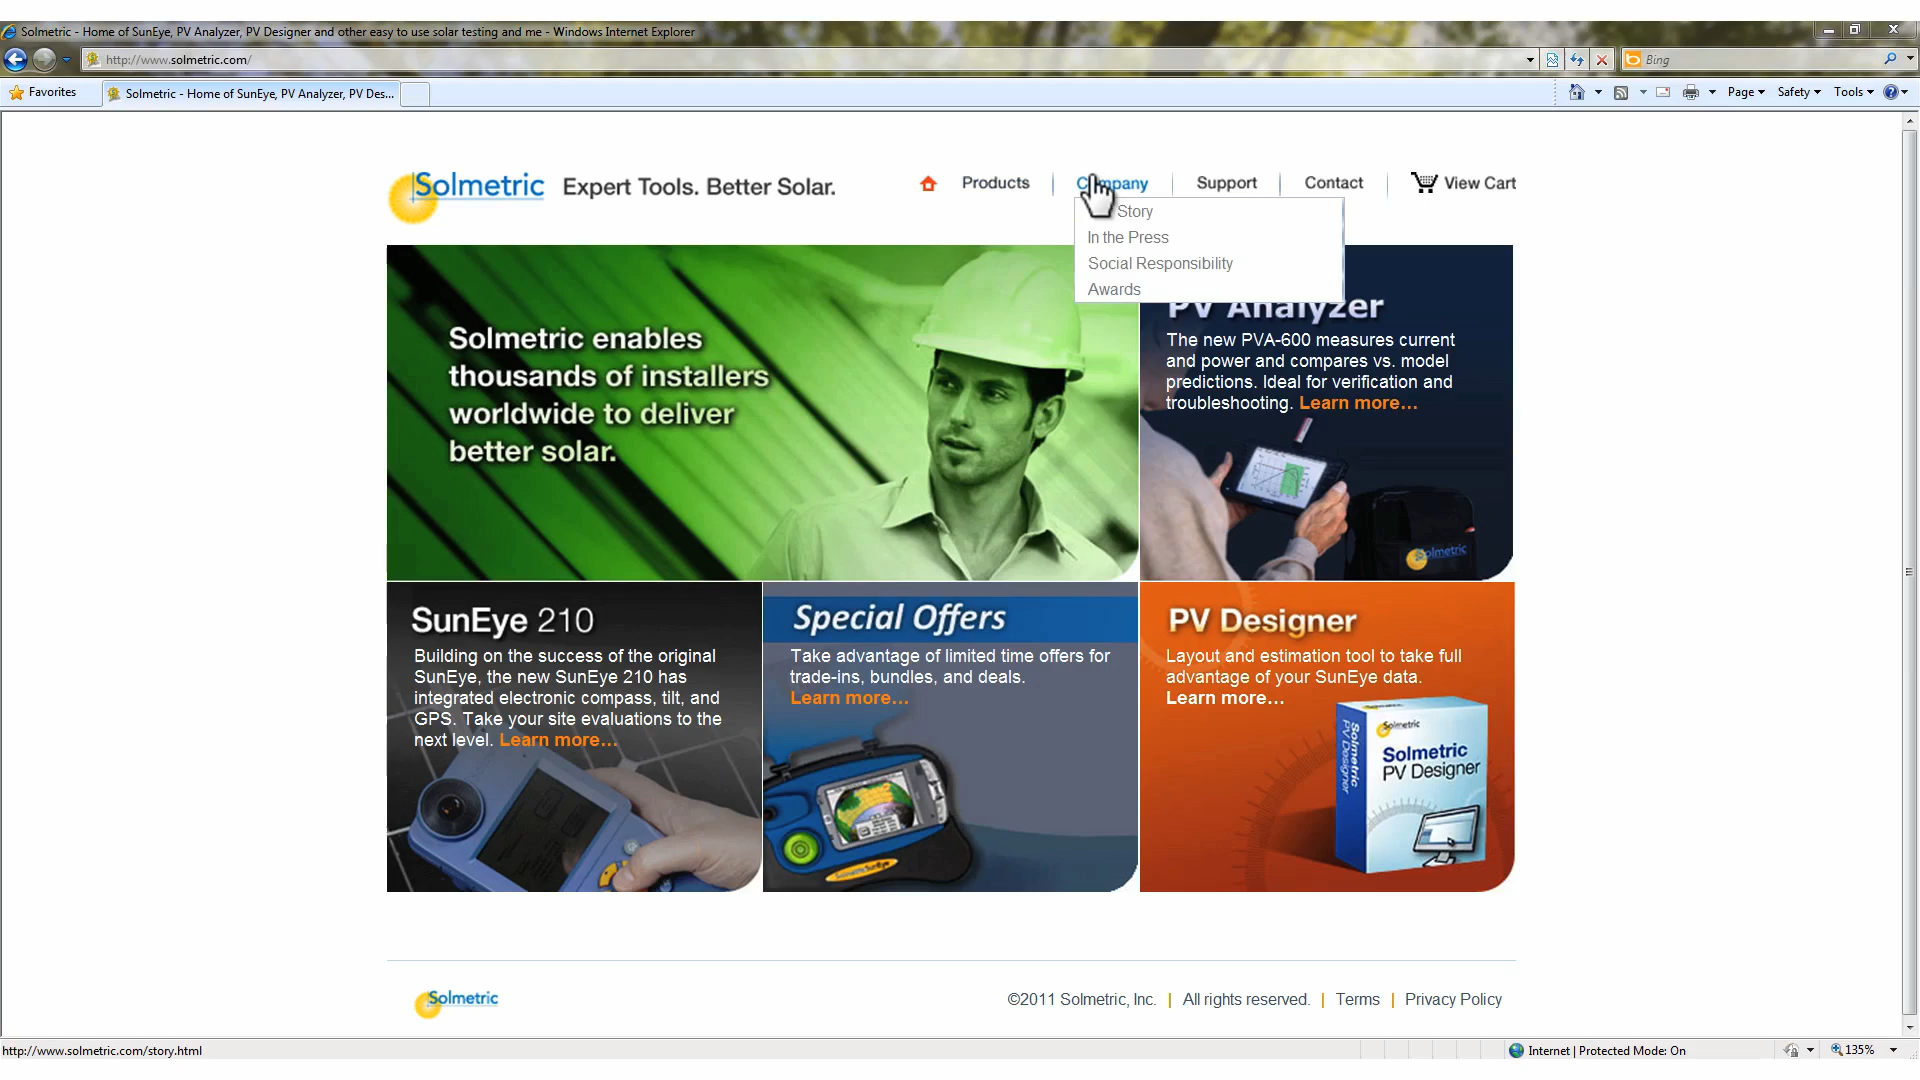 Solmetric - Home of SunEye, PV Analyzer, PV Designer and other easy to use solar testing and me - Windows Internet Explorer
http://www.solmetric.com/
Bing
Favorites
Solmetric - Home of SunEye, PV Analyzer, PV Des...
Page
Safety
Tools
Solmetric
Expert Tools. Better Solar.
Products
Company
Support
Contact
View Cart
Story
In the Press
Social Responsibility
Awards
Solmetric enables
thousands of installers
worldwide to deliver
better solar.
PV Analyzer
The new PVA-600 measures current
and power and compares vs. model
predictions. Ideal for verification and
troubleshooting. Learn more...
Solmetric
SunEye 210
Building on the success of the original
SunEye, the new SunEye 210 has
integrated electronic compass, tilt, and
GPS. Take your site evaluations to the
next level. Learn more...
Special Offers
Take advantage of limited time offers for
trade-ins, bundles, and deals.
Learn more...
PV Designer
Layout and estimation tool to take full
advantage of your SunEye data.
Learn more...
Solmetric
Solmetric
PV Designer
Solmetric
PV Designer
Solmetric
©2011 Solmetric, Inc. | All rights reserved. | Terms | Privacy Policy
http://www.solmetric.com/story.html
Internet | Protected Mode: On
135%